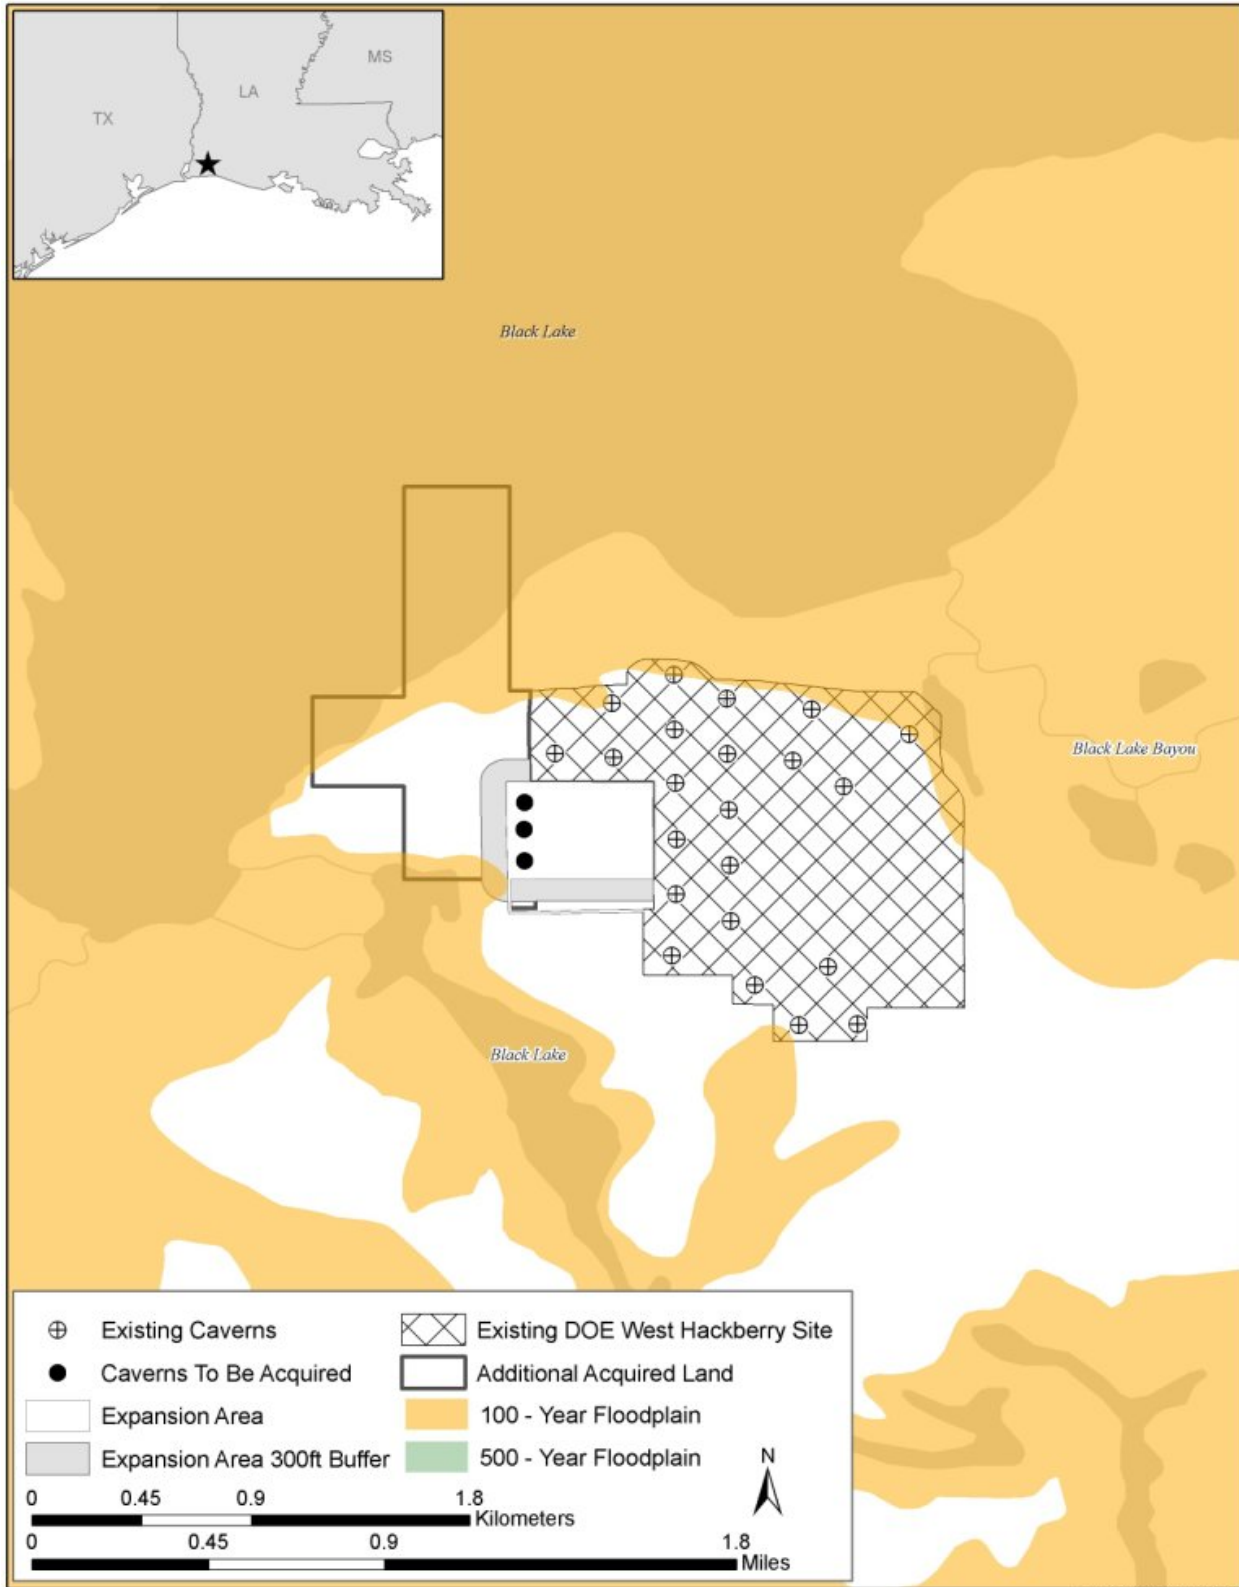 TX
LA
MS
Black Lake
Black Lake Bayou
Black Lake
Existing Caverns
Existing DOE West Hackberry Site
Caverns To Be Acquired
Additional Acquired Land
Expansion Area
100 - Year Floodplain
Expansion Area 300ft Buffer
500 - Year Floodplain
N
0 0.45 0.9 1.8
Kilometers
0 0.45 0.9 1.8
Miles